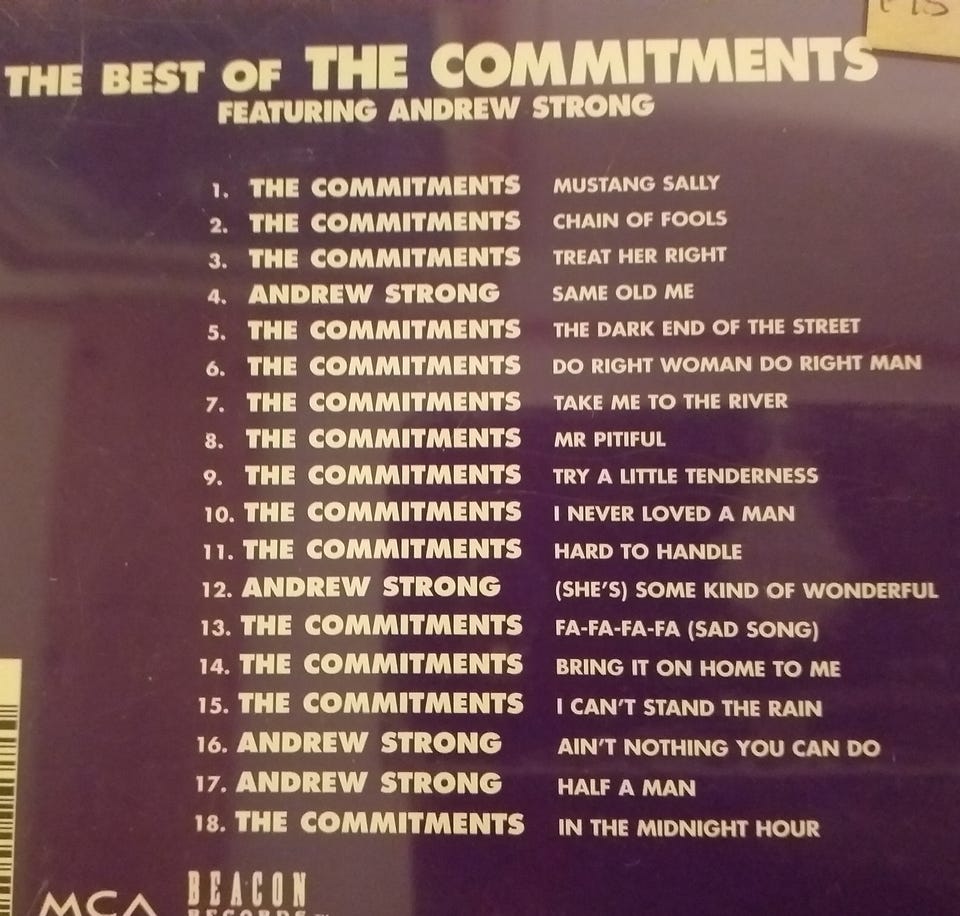 THE BEST OF THE COMMITMENTS
FEATURING ANDREW STRONG
1. THE COMMITMENTS MUSTANG SALLY
2. THE COMMITMENTS CHAIN OF FOOLS
3. THE COMMITMENTS TREAT HER RIGHT
4. ANDREW STRONG SAME OLD ME
5. THE COMMITMENTS THE DARK END OF THE STREET
6. THE COMMITMENTS DO RIGHT WOMAN DO RIGHT MAN
7. THE COMMITMENTS TAKE ME TO THE RIVER
8. THE COMMITMENTS MR PITIFUL
9. THE COMMITMENTS TRY A LITTLE TENDERNESS
10. THE COMMITMENTS I NEVER LOVED A MAN
11. THE COMMITMENTS HARD TO HANDLE
12. ANDREW STRONG (SHE'S) SOME KIND OF WONDERFUL
13. THE COMMITMENTS FA-FA-FA-FA (SAD SONG)
14. THE COMMITMENTS BRING IT ON HOME TO ME
15. THE COMMITMENTS I CAN'T STAND THE RAIN
16. ANDREW STRONG AIN'T NOTHING YOU CAN DO
17. ANDREW STRONG HALF A MAN
18. THE COMMITMENTS IN THE MIDNIGHT HOUR
MCA BEACON
RECORDS